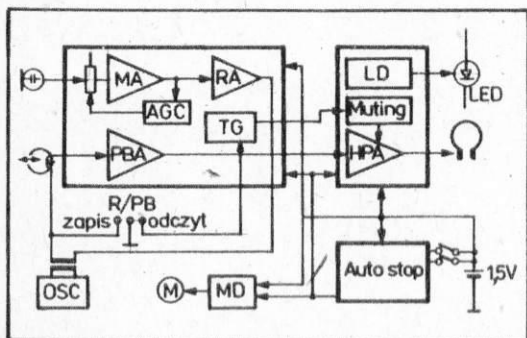 MA
RA
LD
LED
AGC
TG
Muting
PBA
HPA
R/PB
zapis
odczyt
OSC
M
MD
Auto stop
1,5V